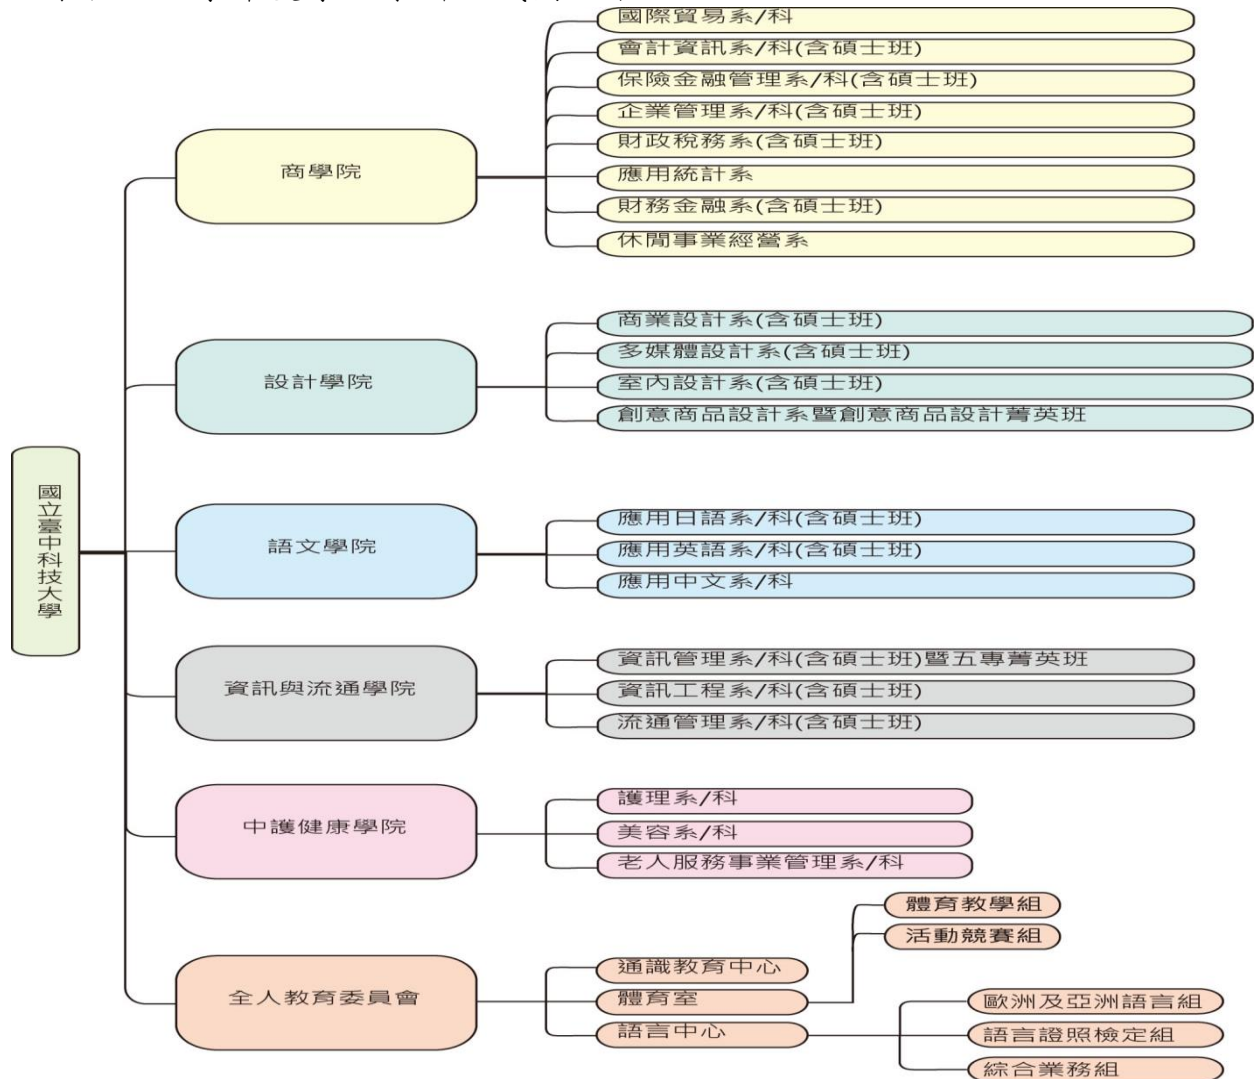 國際貿易系/科
會計資訊系/科(含碩士班)
保險金融管理系/科(含碩士班)
企業管理系/科(含碩士班)
商學院
財政稅務系(含碩士班)
應用統計系
財務金融系(含碩士班)
休閒事業經營系
商業設計系(含碩士班)
多媒體設計系(含碩士班)
設計學院
室內設計系(含碩士班)
創意商品設計系暨創意商品設計菁英班
國立臺中科技大學
應用日語系/科(含碩士班)
語文學院
應用英語系/科(含碩士班)
應用中文系/科
資訊管理系/科(含碩士班)暨五專菁英班
資訊與流通學院
資訊工程系/科(含碩士班)
流通管理系/科(含碩士班)
護理系/科
中護健康學院
美容系/科
老人服務事業管理系/科
體育教學組
活動競賽組
通識教育中心
全人教育委員會
體育室
歐洲及亞洲語言組
語言中心
語言證照檢定組
綜合業務組